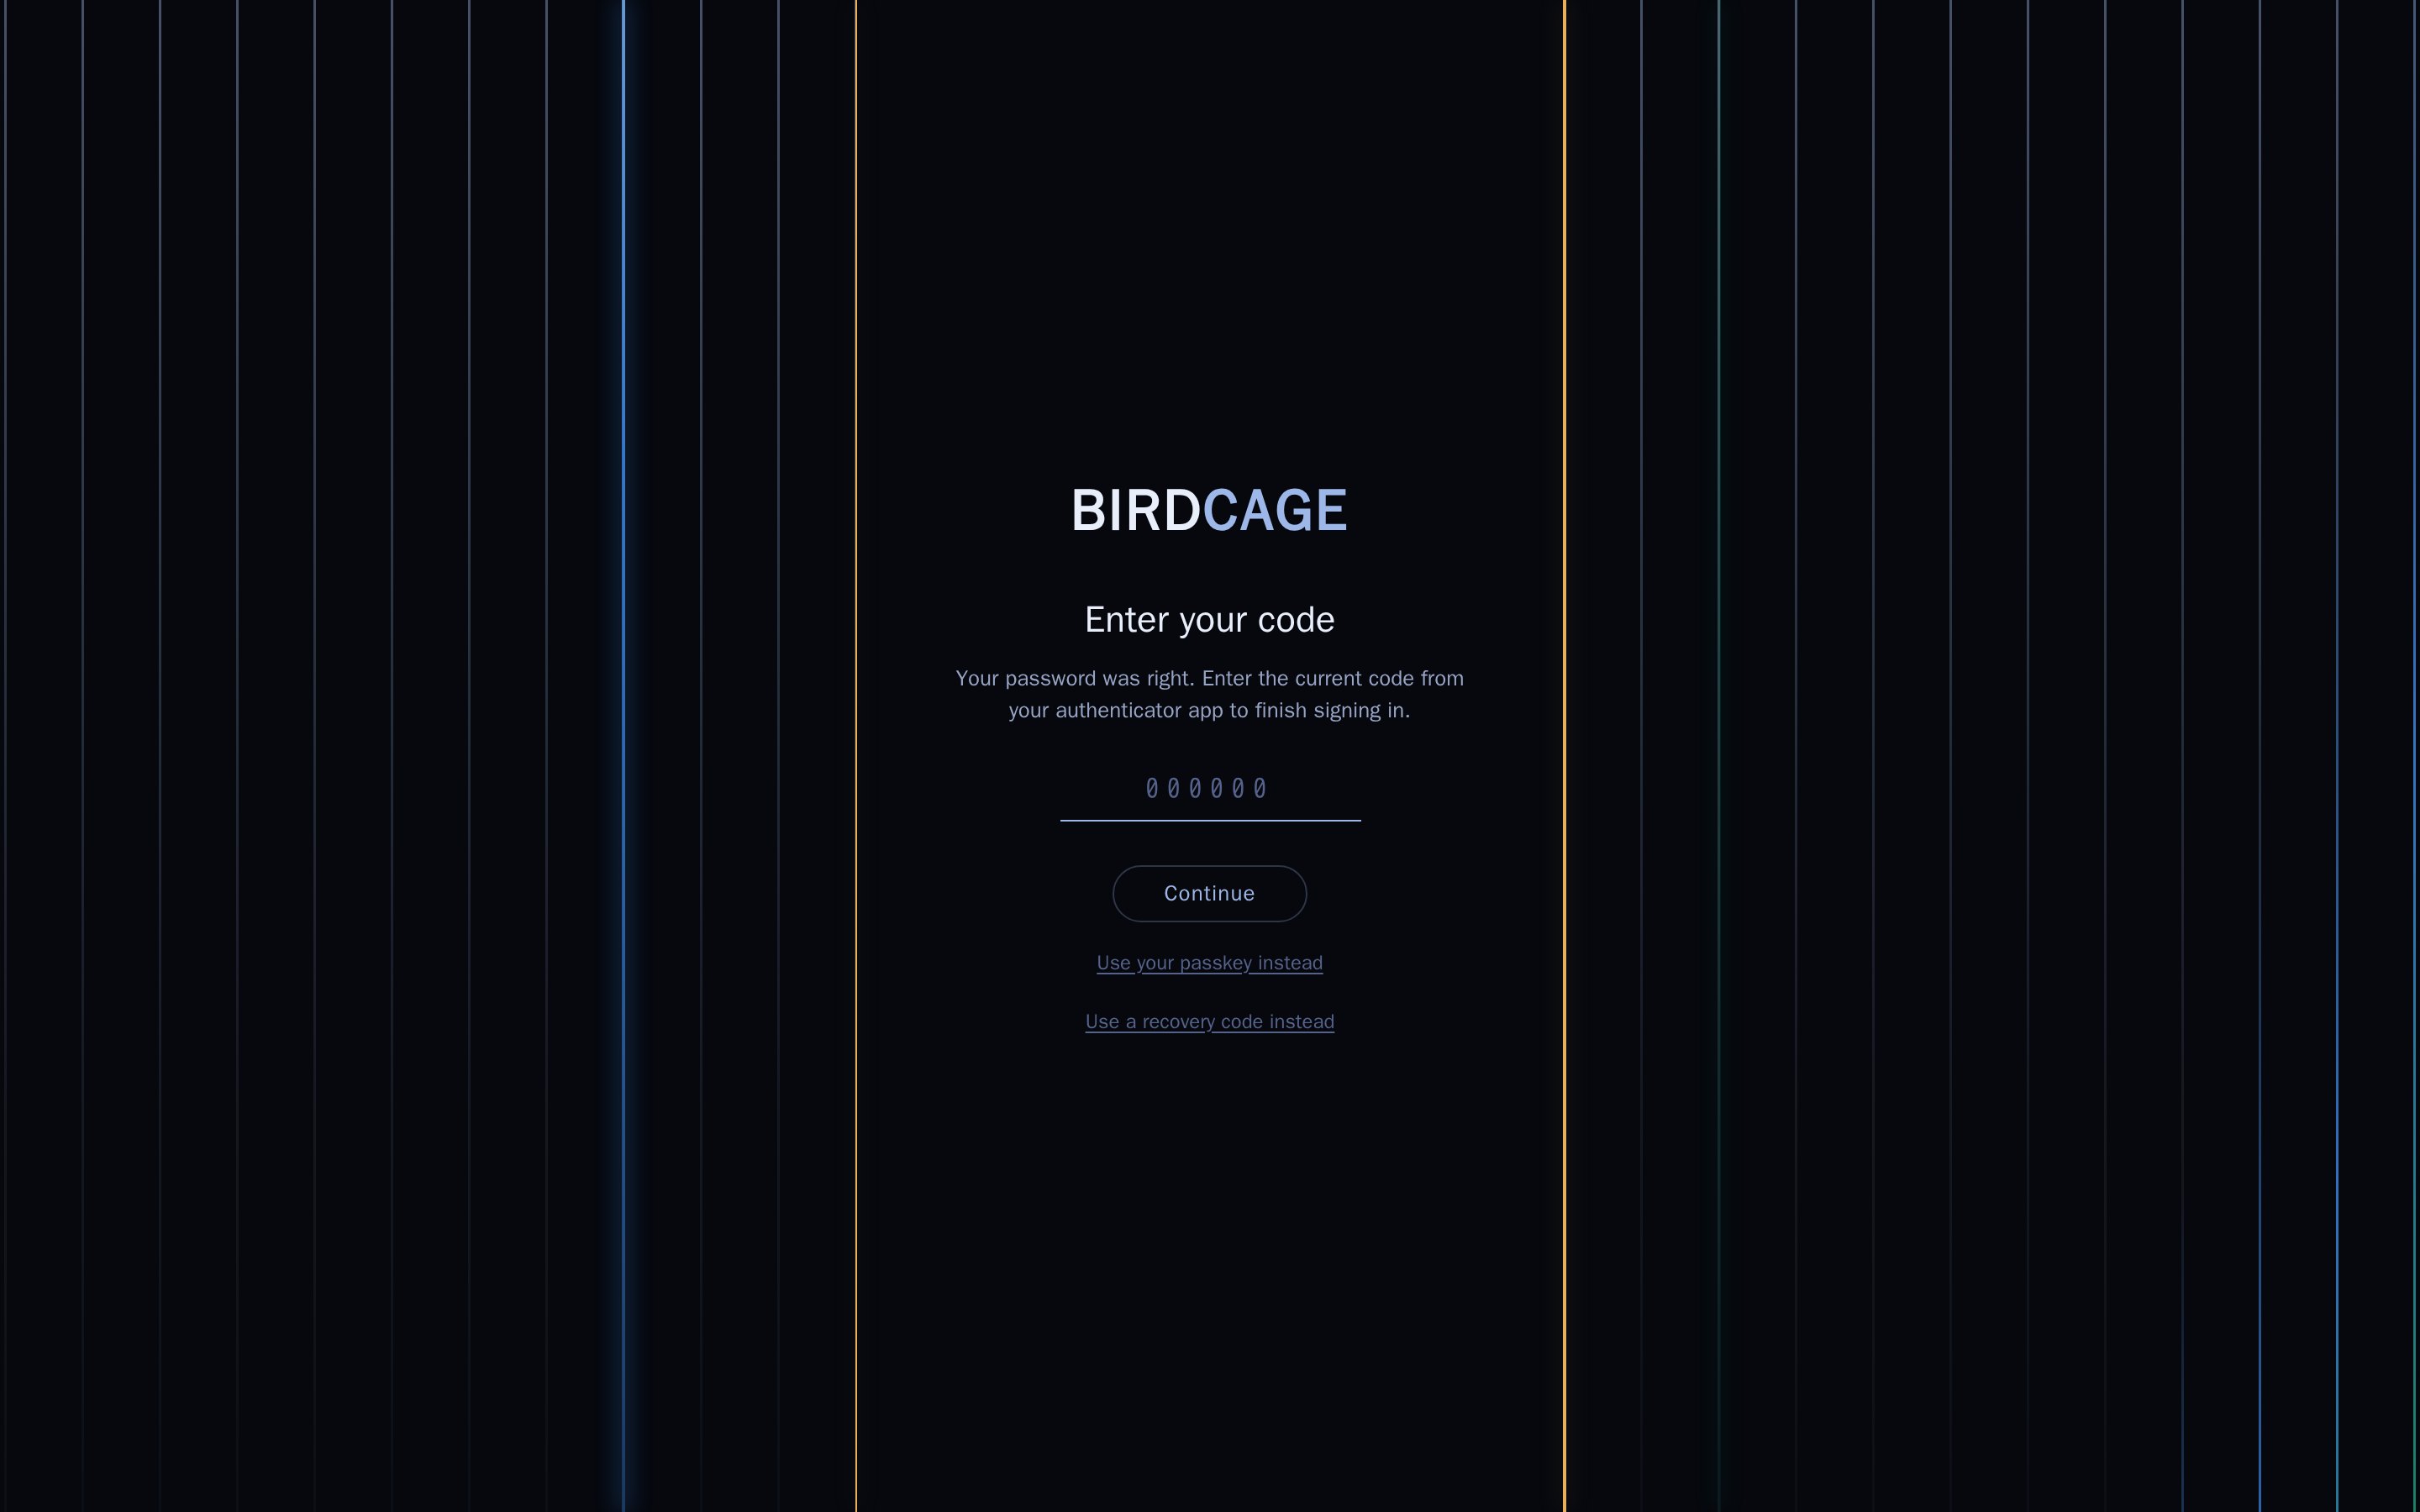 BIRDCAGE
Enter your code
Your password was right. Enter the current code from
your authenticator app to finish signing in.
000000
Continue
Use your passkey instead
Use a recovery code instead